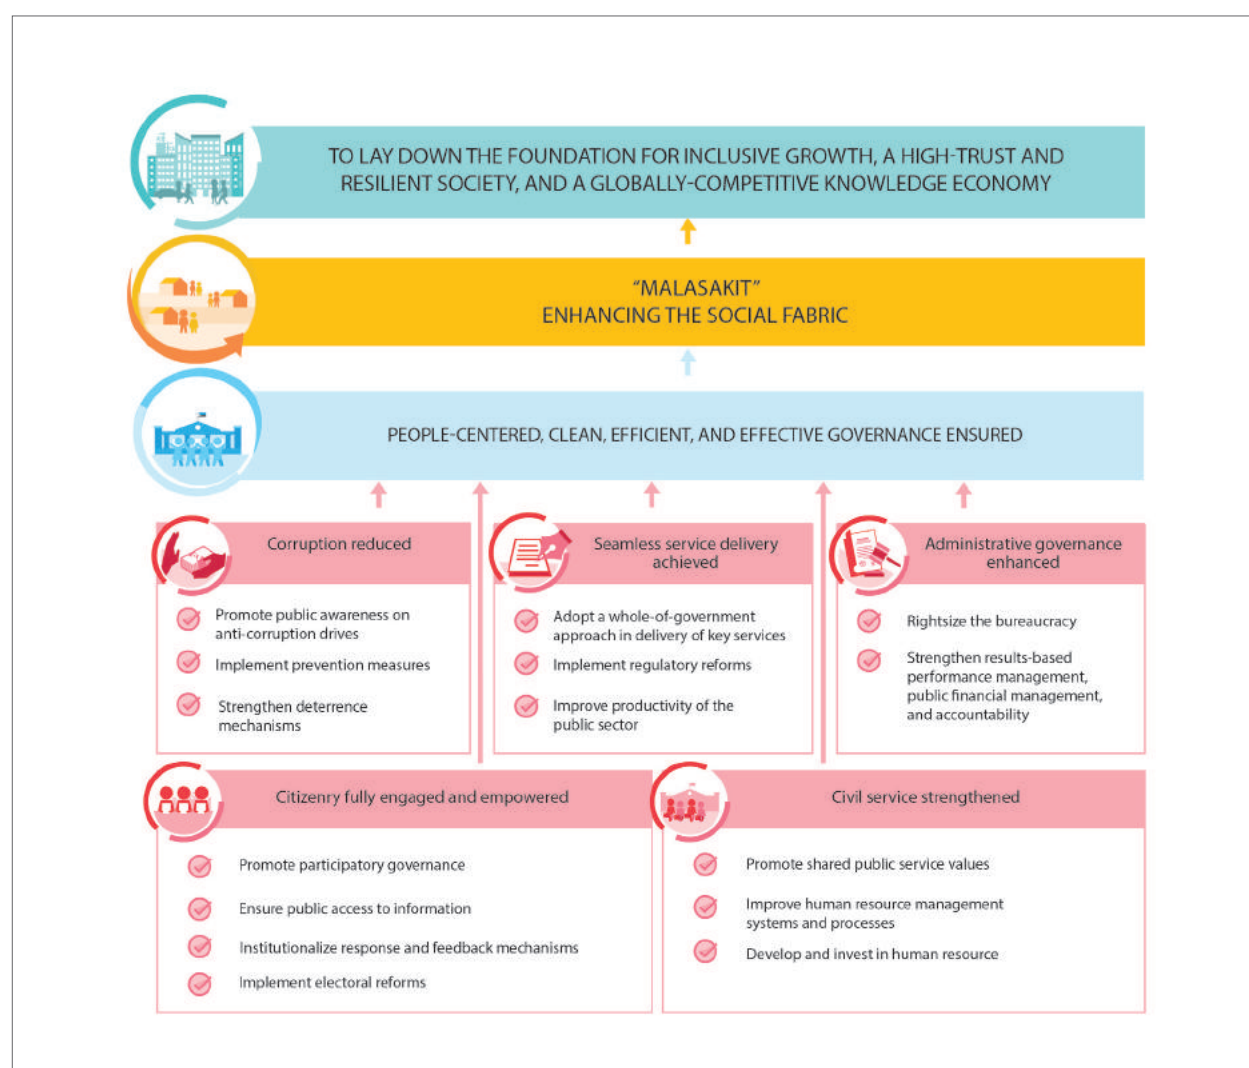 TO LAY DOWN THE FOUNDATION FOR INCLUSIVE GROWTH, A HIGH-TRUST AND
RESILIENT SOCIETY, AND A GLOBALLY-COMPETITIVE KNOWLEDGE ECONOMY
“MALASAKIT”
ENHANCING THE SOCIAL FABRIC
PEOPLE-CENTERED, CLEAN, EFFICIENT, AND EFFECTIVE GOVERNANCE ENSURED
Corruption reduced
Promote public awareness on
anti-corruption drives
Implement prevention measures
Strengthen deterrence
mechanisms
Seamless service delivery
achieved
Adopt a whole-of-government
approach in delivery of key services
Implement regulatory reforms
Improve productivity of the
public sector
Administrative governance
enhanced
Rightsize the bureaucracy
Strengthen results-based
performance management,
public financial management,
and accountability
Citizenry fully engaged and empowered
Promote participatory governance
Ensure public access to information
Institutionalize response and feedback mechanisms
Implement electoral reforms
Civil service strengthened
Promote shared public service values
Improve human resource management
systems and processes
Develop and invest in human resource